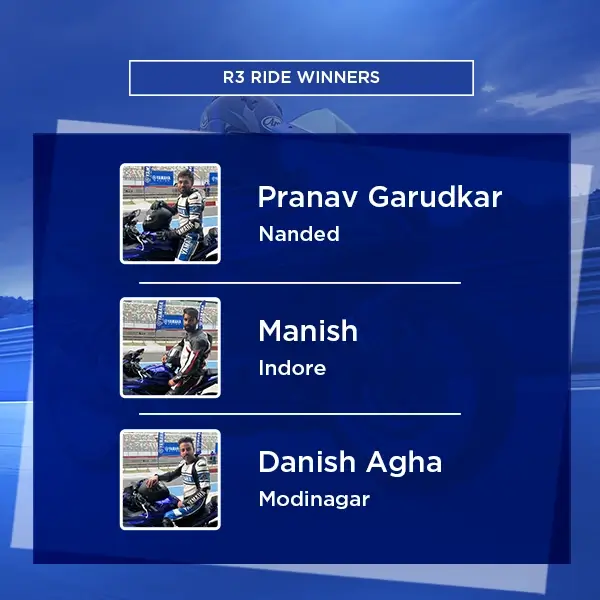 R3 RIDE WINNERS
Pranav Garudkar
Nanded
Manish
Indore
Danish Agha
Modinagar